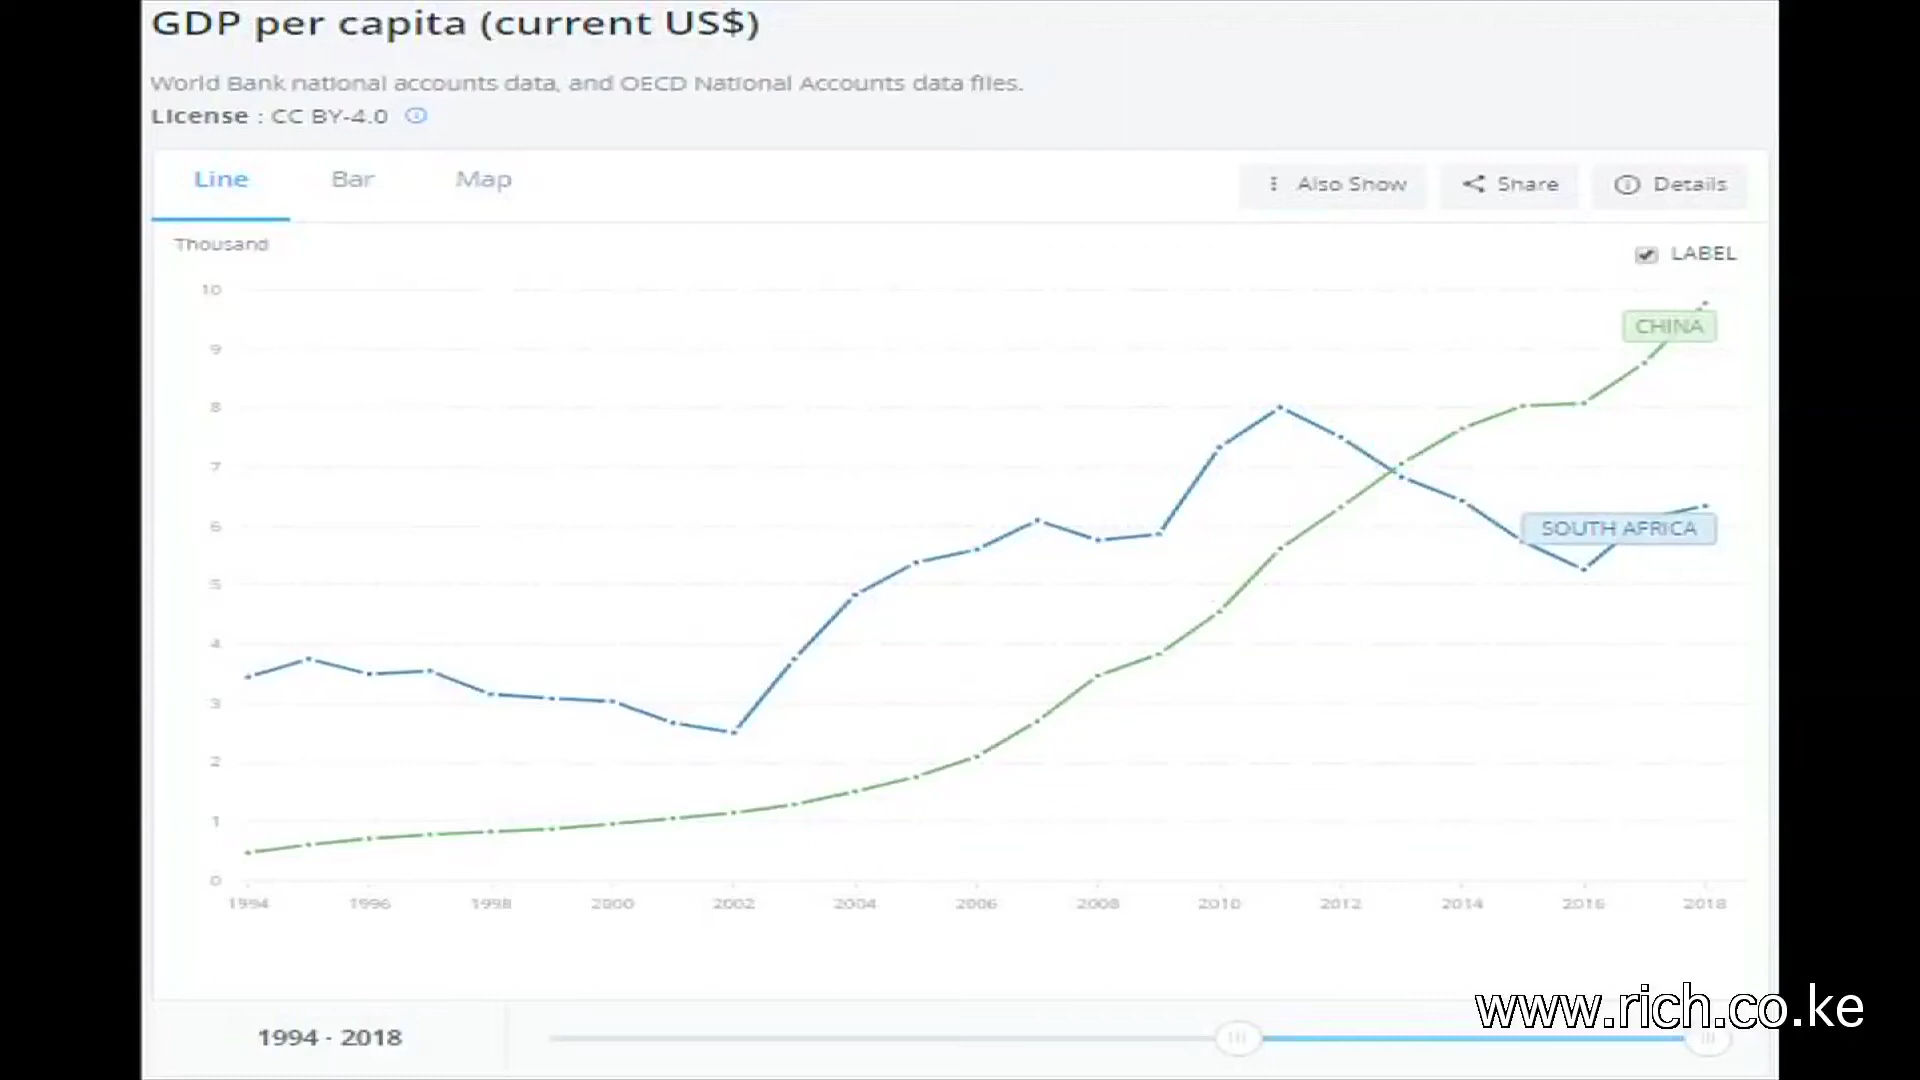 GDP per capita (current US$)
World Bank national accounts data, and OECD National Accounts data files.
License : CC BY-4.0
Line Bar Map
Also Show Share Details
Thousand
LABEL
10
CHINA
9
8
7
6
SOUTH AFRICA
5
4
3
2
1
0
1994 1996 1998 2000 2002 2004 2006 2008 2010 2012 2014 2016 2018
www.rich.co.ke
1994 - 2018